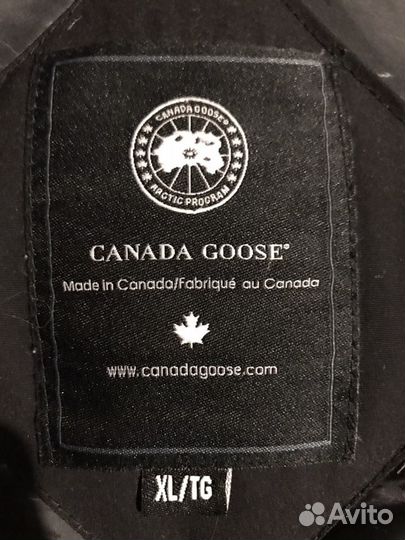 CANADA GOOSE
ARCTIC PROGRAM
CANADA GOOSE®
Made in Canada/Fabriqué au Canada
www.canadagoose.com
XL/TG
Avito